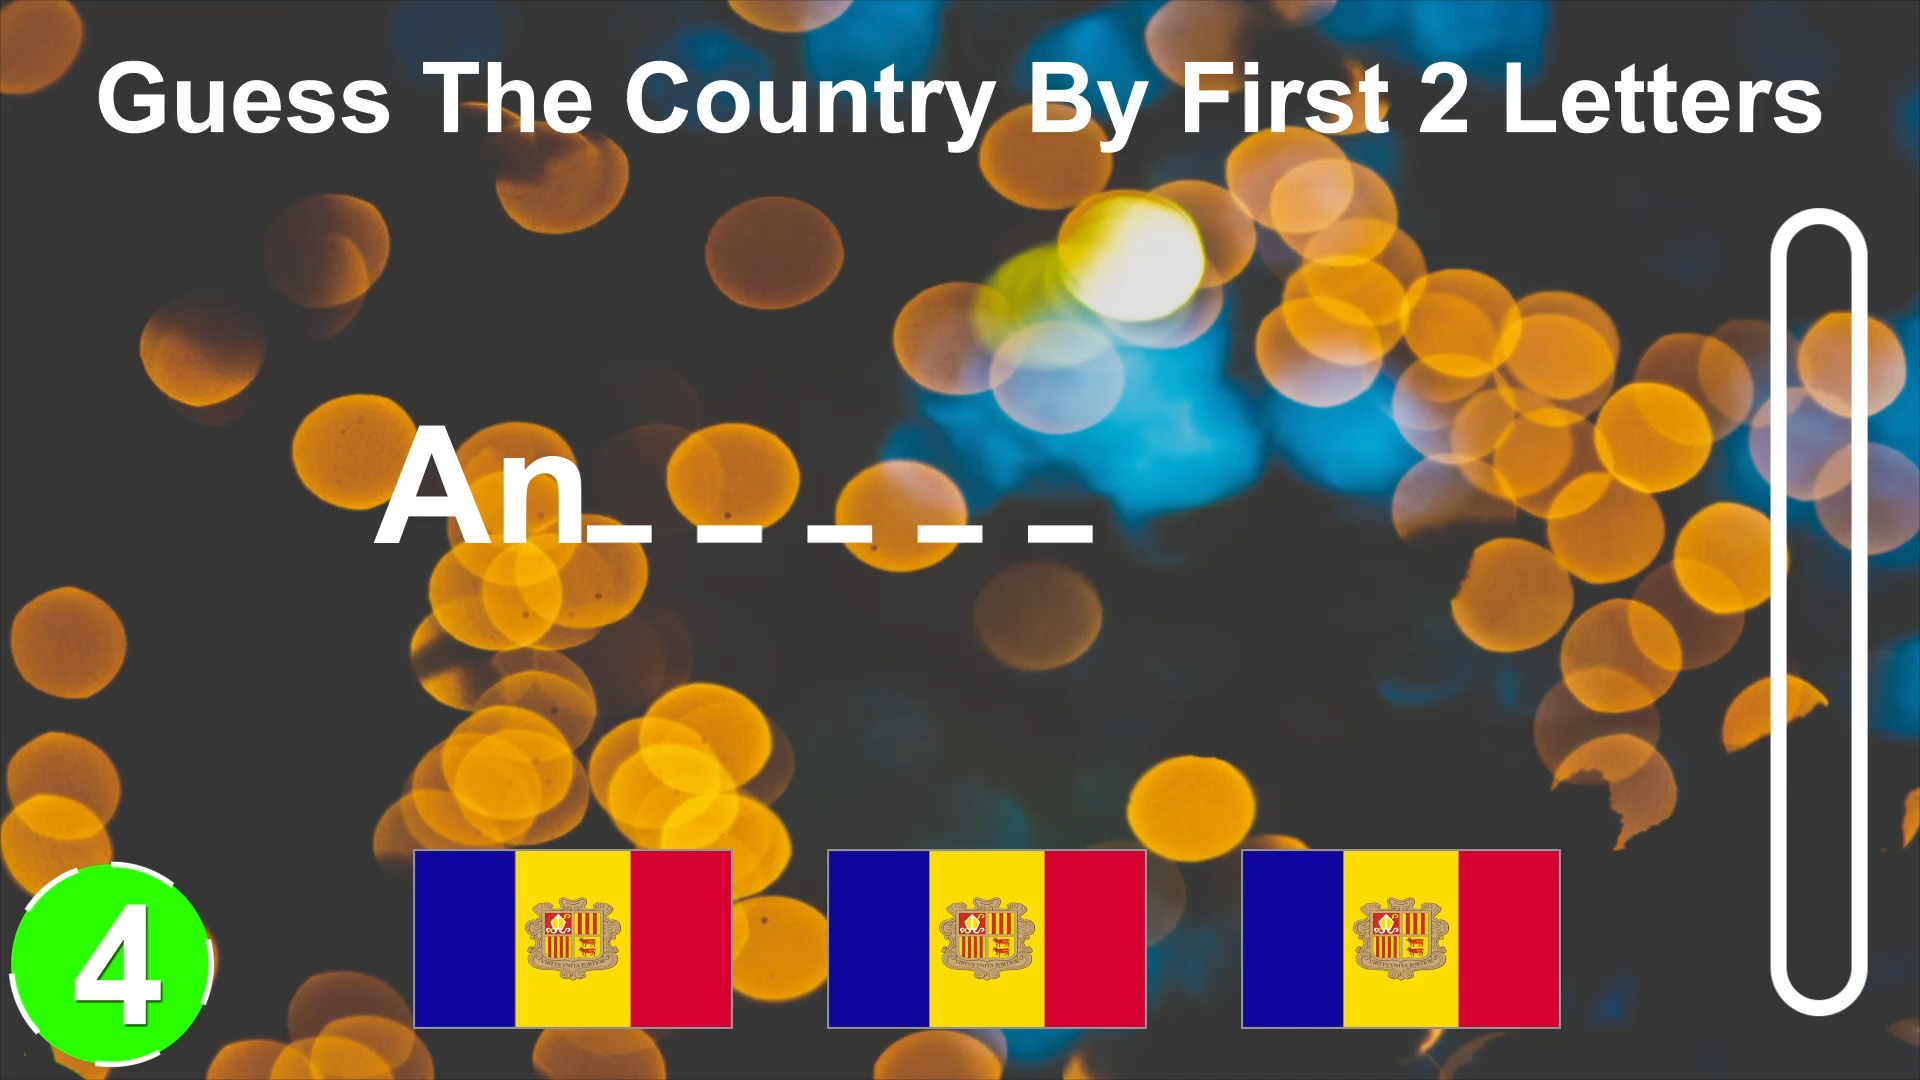 Guess The Country By First 2 Letters
An_ _ _ _ _
4